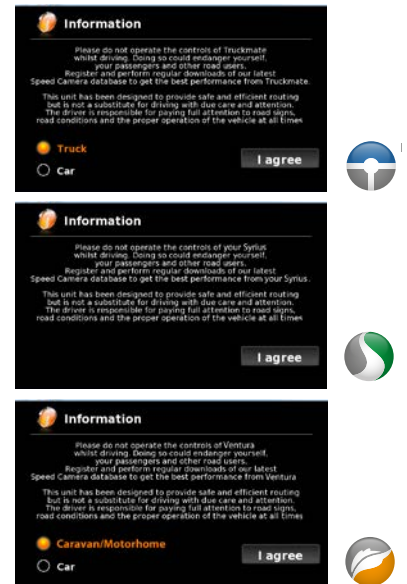 Information
Please do not operate the controls of Truckmate
whilst driving. Doing so could endanger yourself,
your passengers and other road users.
Register and perform regular downloads of our latest
Speed Camera database to get the best performance from Truckmate.
This unit has been designed to provide safe and efficient routing
but is not a substitute for driving with due care and attention.
The driver is responsible for paying full attention to road signs,
road conditions and the proper operation of the vehicle at all times
Truck
Car
I agree
Information
Please do not operate the controls of your Syrius
whilst driving. Doing so could endanger yourself,
your passengers and other road users.
Register and perform regular downloads of our latest
Speed Camera database to get the best performance from your Syrius.
This unit has been designed to provide safe and efficient routing
but is not a substitute for driving with due care and attention.
The driver is responsible for paying full attention to road signs,
road conditions and the proper operation of the vehicle at all times
I agree
Information
Please do not operate the controls of Ventura
whilst driving. Doing so could endanger yourself,
your passengers and other road users.
Register and perform regular downloads of our latest
Speed Camera database to get the best performance from Ventura
This unit has been designed to provide safe and efficient routing
but is not a substitute for driving with due care and attention.
The driver is responsible for paying full attention to road signs,
road conditions and the proper operation of the vehicle at all times
Caravan/Motorhome
Car
I agree